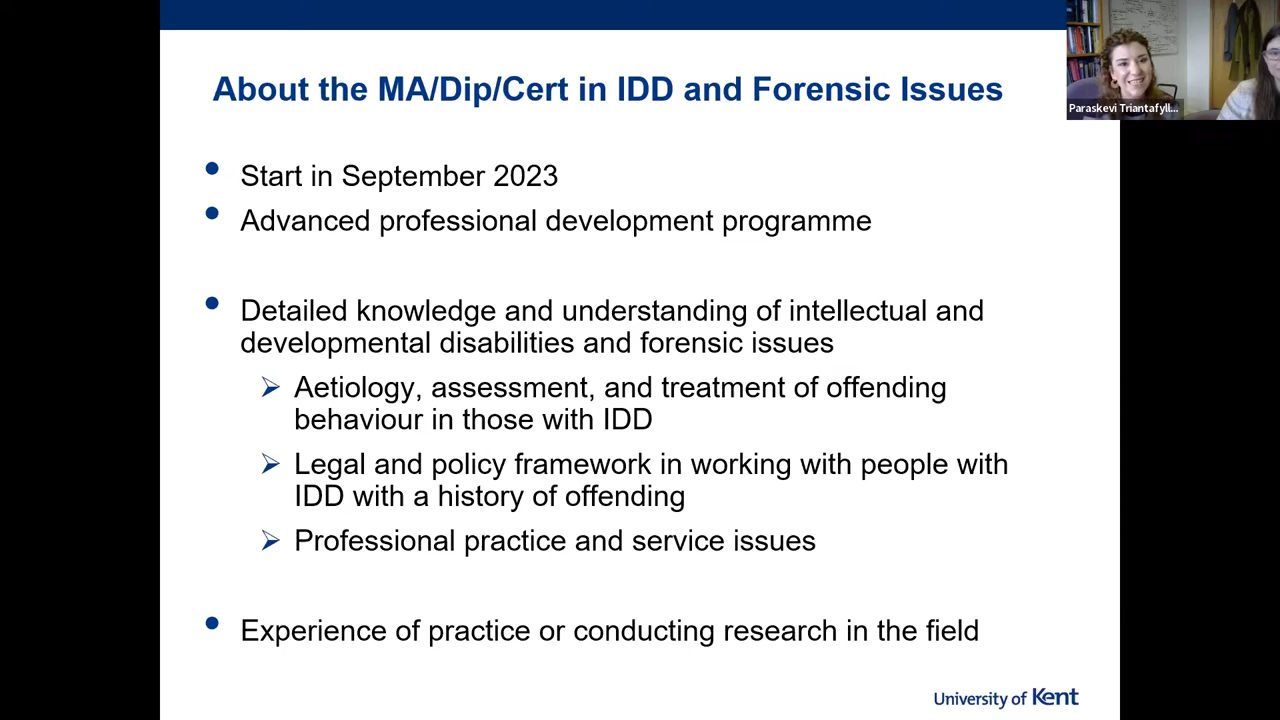 About the MA/Dip/Cert in IDD and Forensic Issues
Paraskevi Triantafyll...
• Start in September 2023
• Advanced professional development programme
• Detailed knowledge and understanding of intellectual and
developmental disabilities and forensic issues
➢ Aetiology, assessment, and treatment of offending
behaviour in those with IDD
➢ Legal and policy framework in working with people with
IDD with a history of offending
➢ Professional practice and service issues
• Experience of practice or conducting research in the field
University of Kent